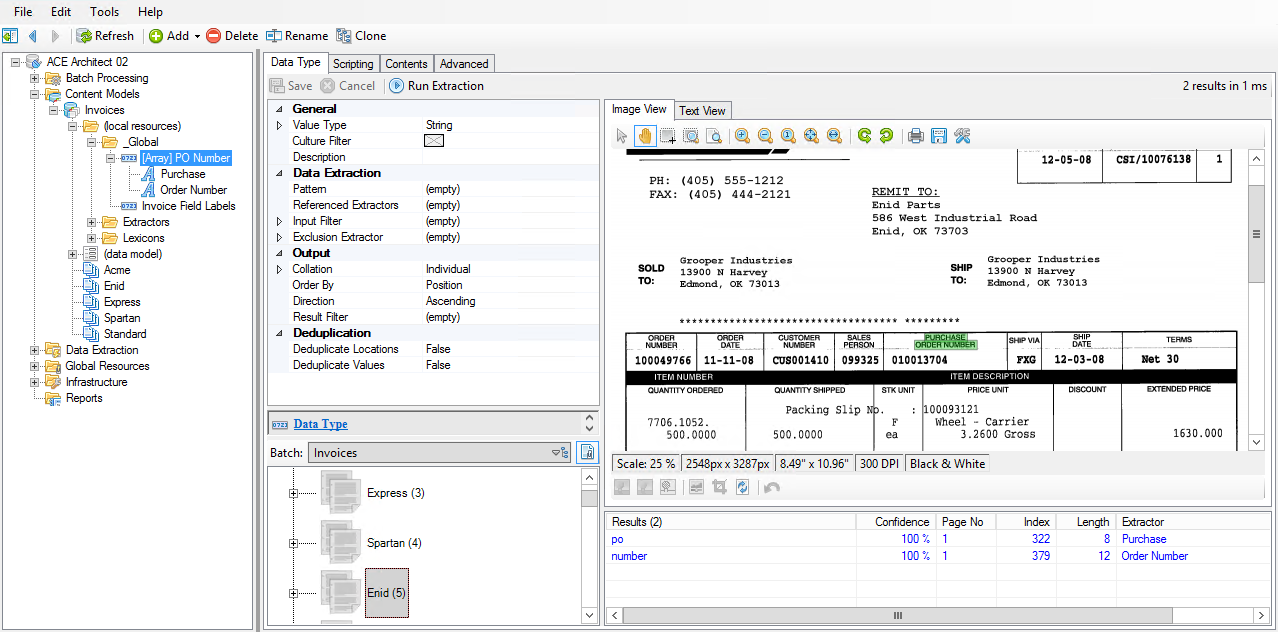 File Edit Tools Help
Refresh Add Delete Rename Clone
ACE Architect 02
Batch Processing
Content Models
Invoices
(local resources)
_Global
[Array] PO Number
Purchase
Order Number
Invoice Field Labels
Extractors
Lexicons
(data model)
Acme
Enid
Express
Spartan
Standard
Data Extraction
Global Resources
Infrastructure
Reports
Data Type Scripting Contents Advanced
Save Cancel Run Extraction 2 results in 1 ms
General
Value Type String
Culture Filter
Description
Data Extraction
Pattern (empty)
Referenced Extractors (empty)
Input Filter (empty)
Exclusion Extractor (empty)
Output
Collation Individual
Order By Position
Direction Ascending
Result Filter (empty)
Deduplication
Deduplicate Locations False
Deduplicate Values False
Data Type
Batch: Invoices
Express (3)
Spartan (4)
Enid (5)
Image View Text View
12-05-08 CSI/10076138 1
PH: (405) 555-1212
FAX: (405) 444-2121
REMIT TO:
Enid Parts
586 West Industrial Road
Enid, OK 73703
SOLD TO:
Grooper Industries
13900 N Harvey
Edmond, OK 73013
SHIP TO:
Grooper Industries
13900 N Harvey
Edmond, OK 73013
********************************** *********
ORDER NUMBER ORDER DATE CUSTOMER NUMBER SALES PERSON PURCHASE ORDER NUMBER SHIP VIA SHIP DATE TERMS
100049766 11-11-08 CUS001410 099325 010013704 FXG 12-03-08 Net 30
ITEM NUMBER ITEM DESCRIPTION
QUANTITY ORDERED QUANTITY SHIPPED STK UNIT PRICE UNIT DISCOUNT EXTENDED PRICE
Packing Slip No. : 100093121
7706.1052. F Wheel - Carrier
500.0000 500.0000 ea 3.2600 Gross 1630.000
Scale: 25 % 2548px x 3287px 8.49" x 10.96" 300 DPI Black & White
Results (2) Confidence Page No Index Length Extractor
po 100 % 1 322 8 Purchase
number 100 % 1 379 12 Order Number